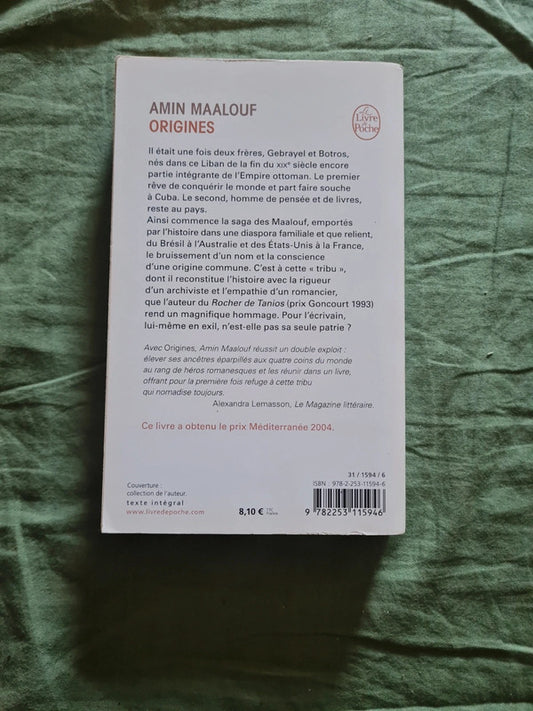 AMIN MAALOUF
ORIGINES
Le
Livre
de
Poche
Il était une fois deux frères, Gebrayel et Botros,
nés dans ce Liban de la fin du XIXe siècle encore
partie intégrante de l'Empire ottoman. Le premier
rêve de conquérir le monde et part faire souche
à Cuba. Le second, homme de pensée et de livres,
reste au pays.
Ainsi commence la saga des Maalouf, emportés
par l'histoire dans une diaspora familiale et que relient,
du Brésil à l'Australie et des États-Unis à la France,
le bruissement d'un nom et la conscience
d'une origine commune. C'est à cette « tribu »,
dont il reconstitue l'histoire avec la rigueur
d'un archiviste et l'empathie d'un romancier,
que l'auteur du Rocher de Tanios (prix Goncourt 1993)
rend un magnifique hommage. Pour l'écrivain,
lui-même en exil, n'est-elle pas sa seule patrie ?
Avec Origines, Amin Maalouf réussit un double exploit :
élever ses ancêtres éparpillés aux quatre coins du monde
au rang de héros romanesques et les réunir dans un livre,
offrant pour la première fois refuge à cette tribu
qui nomadise toujours.
Alexandra Lemasson, Le Magazine littéraire.
Ce livre a obtenu le prix Méditerranée 2004.
Couverture :
collection de l'auteur.
texte intégral
www.livredepoche.com
8,10 € TTC France
31 / 1594 / 6
ISBN : 978-2-253-11594-6
9 782253 115946